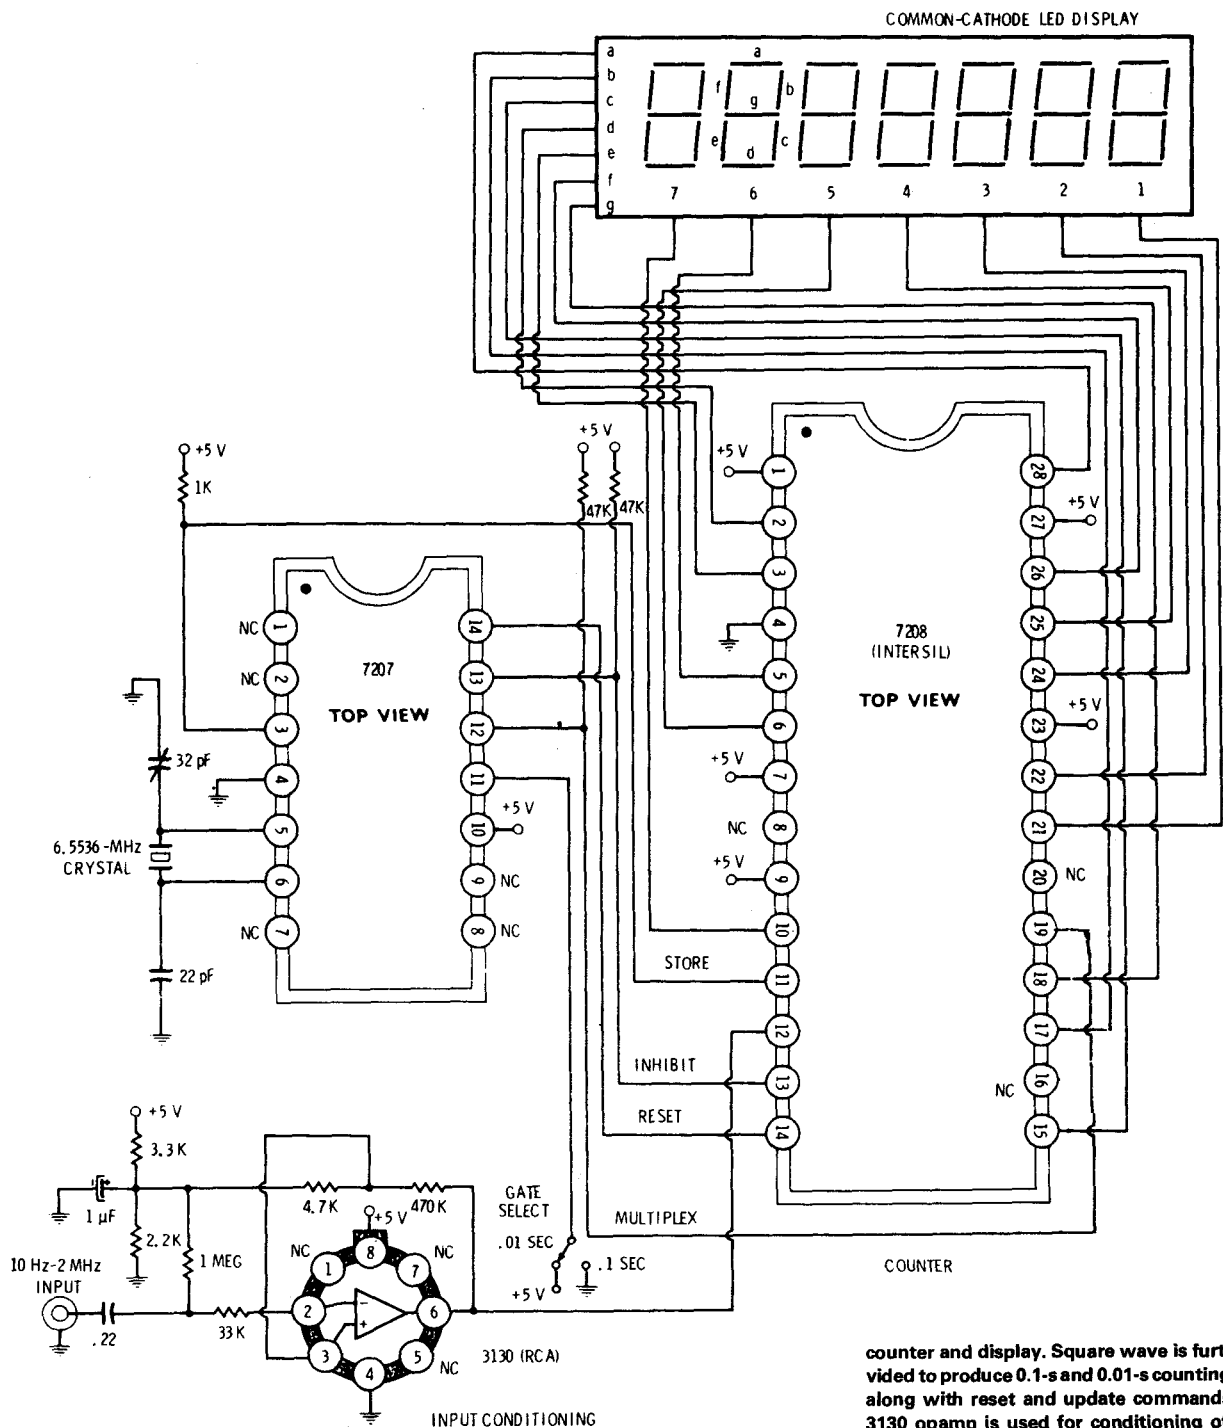 COMMON-CATHODE LED DISPLAY
a
b
c
d
e
f
g
a
f b
g
e c
d
7 6 5 4 3 2 1
+5 V
1K
+5 V
47K 47K
+5 V
1
2
3
4
5
6
+5 V
7
NC 8
+5 V
9
10
STORE
11
12
INHIBIT
13
RESET
14
28
27
+5 V
26
25
24
23
+5 V
22
21
20 NC
19
18
17
NC 16
15
7208
(INTERSIL)
TOP VIEW
COUNTER
NC 1
NC 2
3
4
5
6
NC 7
14
13
12
11
10
+5 V
9 NC
8 NC
7207
TOP VIEW
32 pF
6.5536-MHz
CRYSTAL
22 pF
+5 V
3.3K
1 µF
2.2K
1 MEG
4.7K
470K
10 Hz-2 MHz
INPUT
.22
33K
+5 V
NC
1
8
7
NC
2
−
+
6
3
4
5
NC
3130 (RCA)
GATE
SELECT
.01 SEC
.1 SEC
+5 V
MULTIPLEX
INPUT CONDITIONING
counter and display. Square wave is furt
vided to produce 0.1-s and 0.01-s counting
along with reset and update command
3130 opamp is used for conditioning o